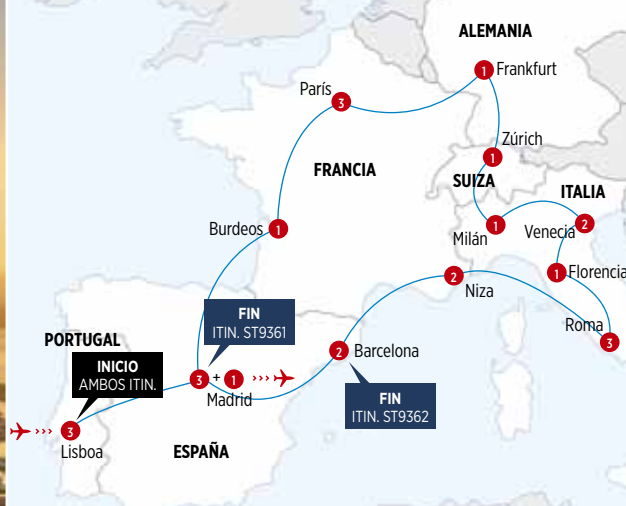 ALEMANIA
1 Frankfurt
París
3
Zúrich
1
FRANCIA
SUIZA
ITALIA
Burdeos 1
1
Milán
2
Venecia
2
Niza
1 Florencia
Roma
3
FIN
ITIN. ST9361
PORTUGAL
INICIO
AMBOS ITIN.
2 Barcelona
3 + 1 >>>
Madrid
FIN
ITIN. ST9362
>>> 3
Lisboa
ESPAÑA